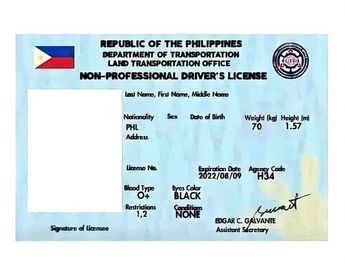 REPUBLIC OF THE PHILIPPINES
DEPARTMENT OF TRANSPORTATION
LAND TRANSPORTATION OFFICE
NON-PROFESSIONAL DRIVER'S LICENSE
Last Name, First Name, Middle Name
Nationality Sex Date of Birth Weight (kg) Height (m)
PHL 70 1.57
Address
License No. Expiration Date Agency Code
2022/08/09 H34
Blood Type Eyes Color
O+ BLACK
Restrictions Conditions
1,2 NONE
EDGAR C. GALVANTE
Signature of Licensee Assistant Secretary